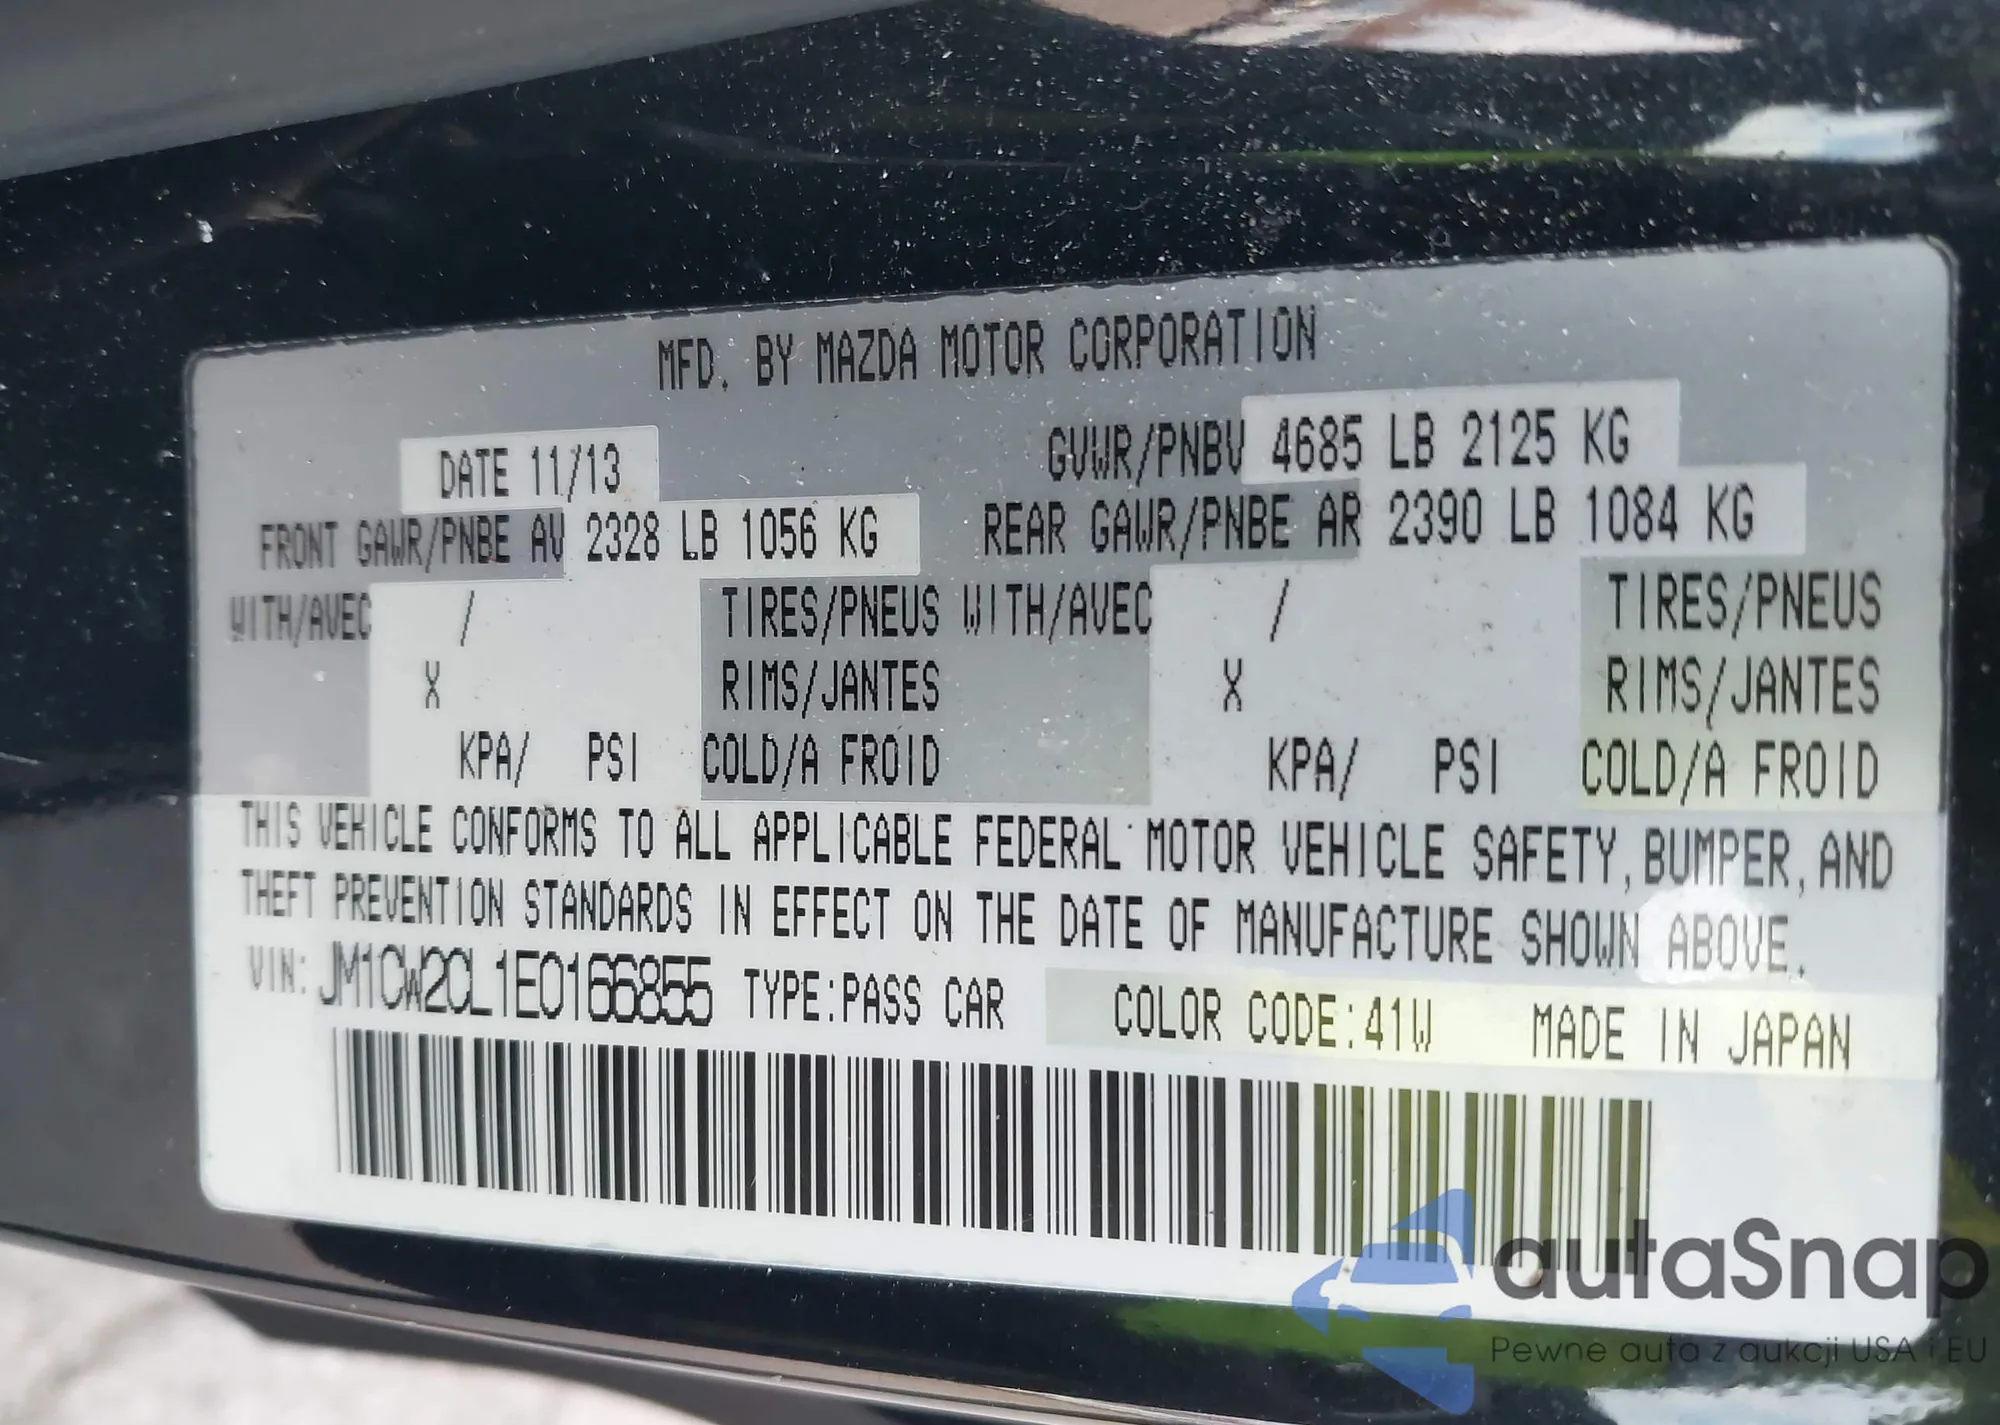 MFD. BY MAZDA MOTOR CORPORATION
DATE 11/13 GVWR/PNBV 4685 LB 2125 KG
FRONT GAWR/PNBE AV 2328 LB 1056 KG REAR GAWR/PNBE AR 2390 LB 1084 KG
WITH/AVEC / TIRES/PNEUS WITH/AVEC / TIRES/PNEUS
X RIMS/JANTES X RIMS/JANTES
KPA/ PSI COLD/A FROID KPA/ PSI COLD/A FROID
THIS VEHICLE CONFORMS TO ALL APPLICABLE FEDERAL MOTOR VEHICLE SAFETY, BUMPER, AND
THEFT PREVENTION STANDARDS IN EFFECT ON THE DATE OF MANUFACTURE SHOWN ABOVE.
VIN: JM1CW2CL1E0166855 TYPE:PASS CAR COLOR CODE:41W MADE IN JAPAN
autaSnap
Pewne auta z aukcji USA i EU